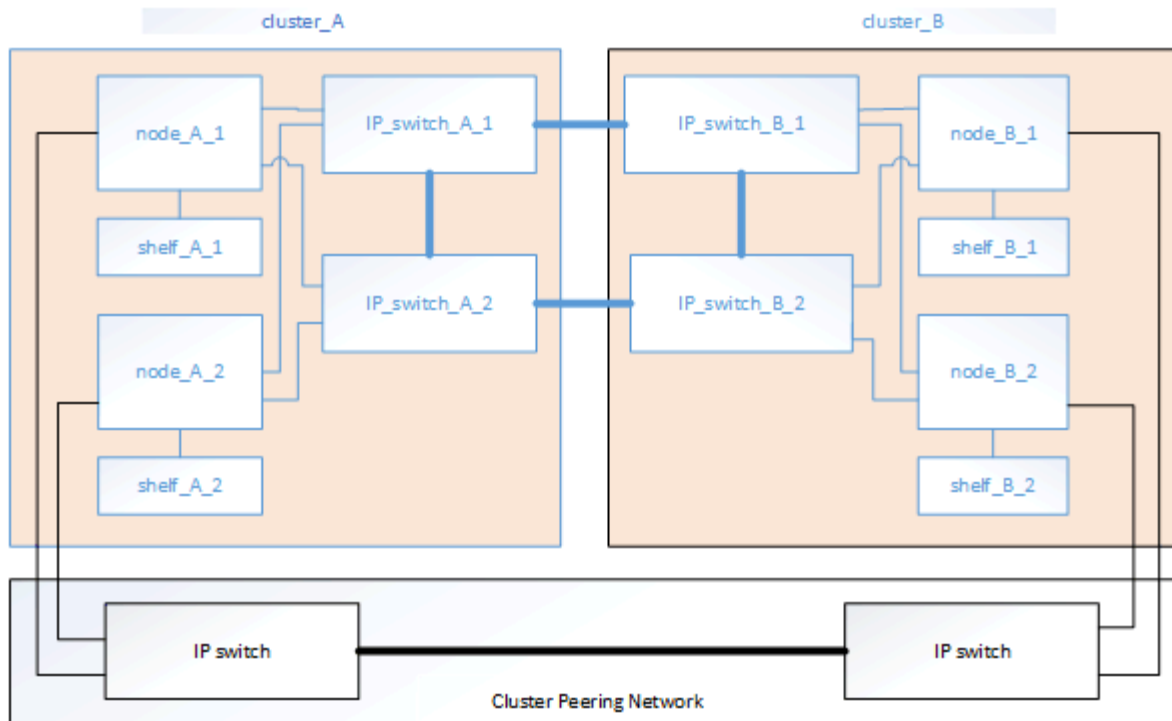 cluster_A
cluster_B
node_A_1
IP_switch_A_1
IP_switch_B_1
node_B_1
shelf_A_1
shelf_B_1
IP_switch_A_2
IP_switch_B_2
node_A_2
node_B_2
shelf_A_2
shelf_B_2
IP switch
IP switch
Cluster Peering Network